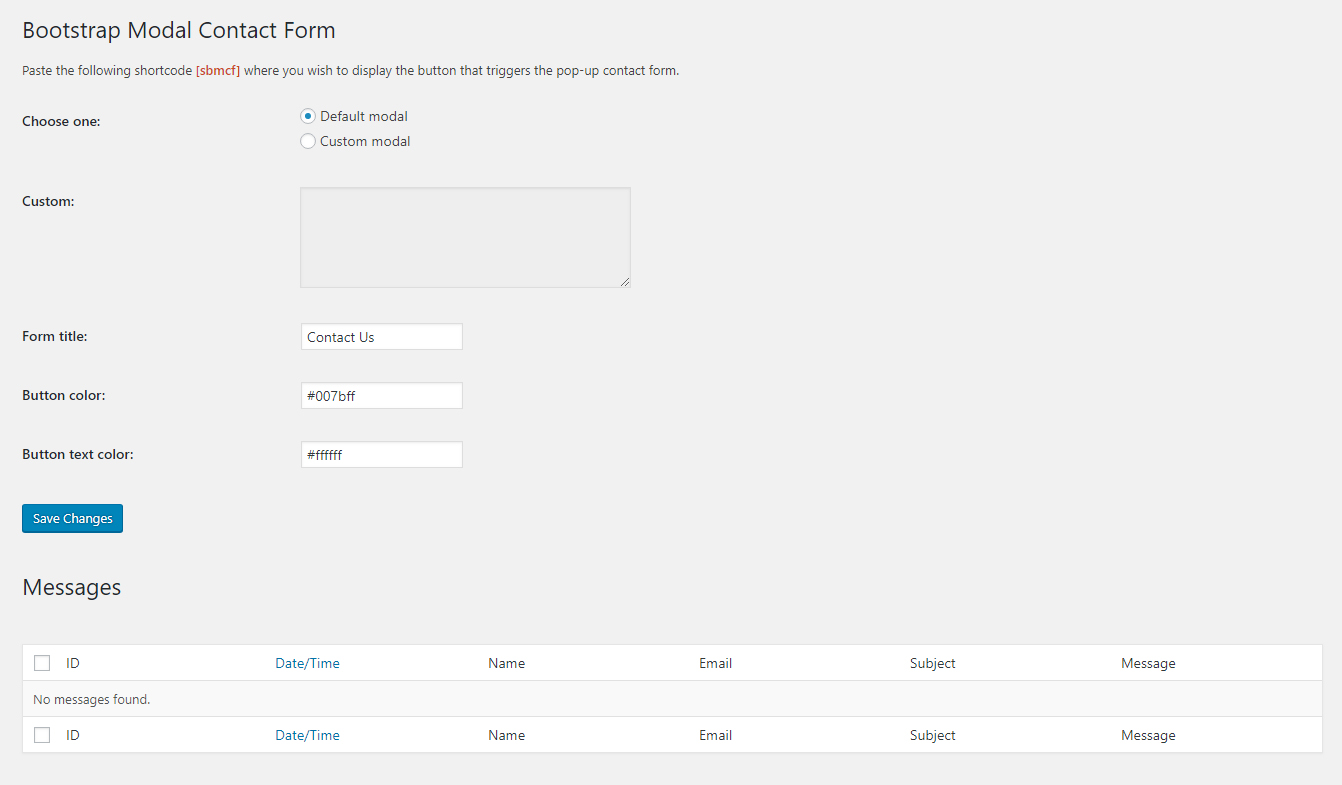 Bootstrap Modal Contact Form
Paste the following shortcode [sbmcf] where you wish to display the button that triggers the pop-up contact form.
Choose one:
Default modal
Custom modal
Custom:
Form title:
Contact Us
Button color:
#007bff
Button text color:
#ffffff
Save Changes
Messages
ID Date/Time Name Email Subject Message
No messages found.
ID Date/Time Name Email Subject Message